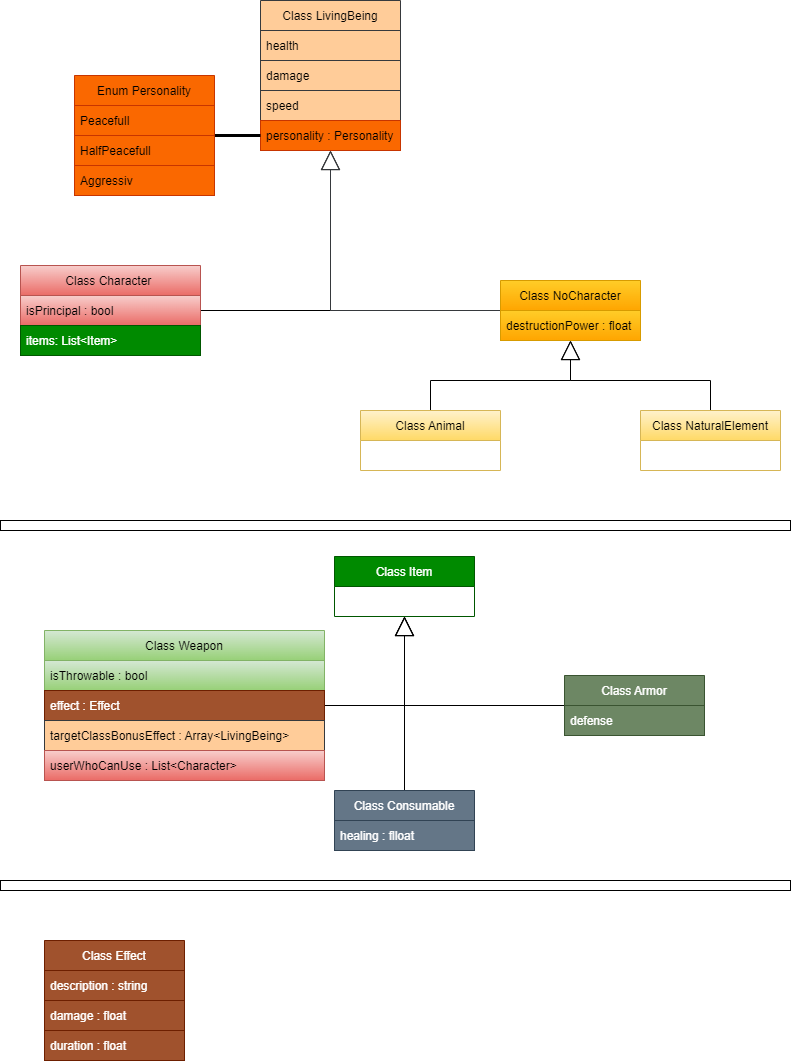 Class LivingBeing
health
damage
speed
personality : Personality
Enum Personality
Peacefull
HalfPeacefull
Aggressiv
Class Character
isPrincipal : bool
items: List<Item>
Class NoCharacter
destructionPower : float
Class Animal
Class NaturalElement
Class Item
Class Weapon
isThrowable : bool
effect : Effect
targetClassBonusEffect : Array<LivingBeing>
userWhoCanUse : List<Character>
Class Armor
defense
Class Consumable
healing : flloat
Class Effect
description : string
damage : float
duration : float